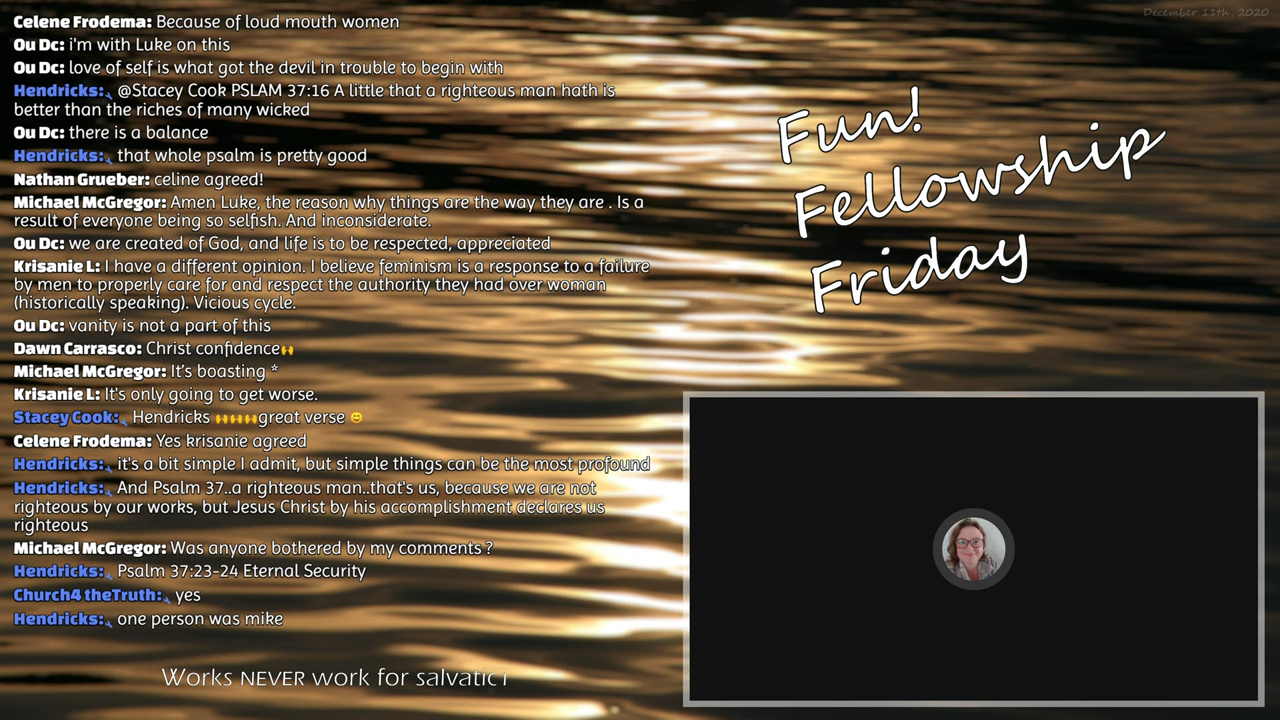 December 11th, 2020
Celene Frodema: Because of loud mouth women
Ou Dc: i'm with Luke on this
Ou Dc: love of self is what got the devil in trouble to begin with
Hendricks: @Stacey Cook PSLAM 37:16 A little that a righteous man hath is
better than the riches of many wicked
Ou Dc: there is a balance
Hendricks: that whole psalm is pretty good
Nathan Grueber: celine agreed!
Michael McGregor: Amen Luke, the reason why things are the way they are . Is a
result of everyone being so selfish. And inconsiderate.
Ou Dc: we are created of God, and life is to be respected, appreciated
Krisanie L: I have a different opinion. I believe feminism is a response to a failure
by men to properly care for and respect the authority they had over woman
(historically speaking). Vicious cycle.
Ou Dc: vanity is not a part of this
Dawn Carrasco: Christ confidence🙌
Michael McGregor: It's boasting *
Krisanie L: It's only going to get worse.
Stacey Cook: Hendricks 🙌🙌🙌great verse 😊
Celene Frodema: Yes krisanie agreed
Hendricks: it's a bit simple I admit, but simple things can be the most profound
Hendricks: And Psalm 37..a righteous man..that's us, because we are not
righteous by our works, but Jesus Christ by his accomplishment declares us
righteous
Michael McGregor: Was anyone bothered by my comments ?
Hendricks: Psalm 37:23-24 Eternal Security
Church4 theTruth: yes
Hendricks: one person was mike
Fun!
Fellowship
Friday
Works NEVER work for